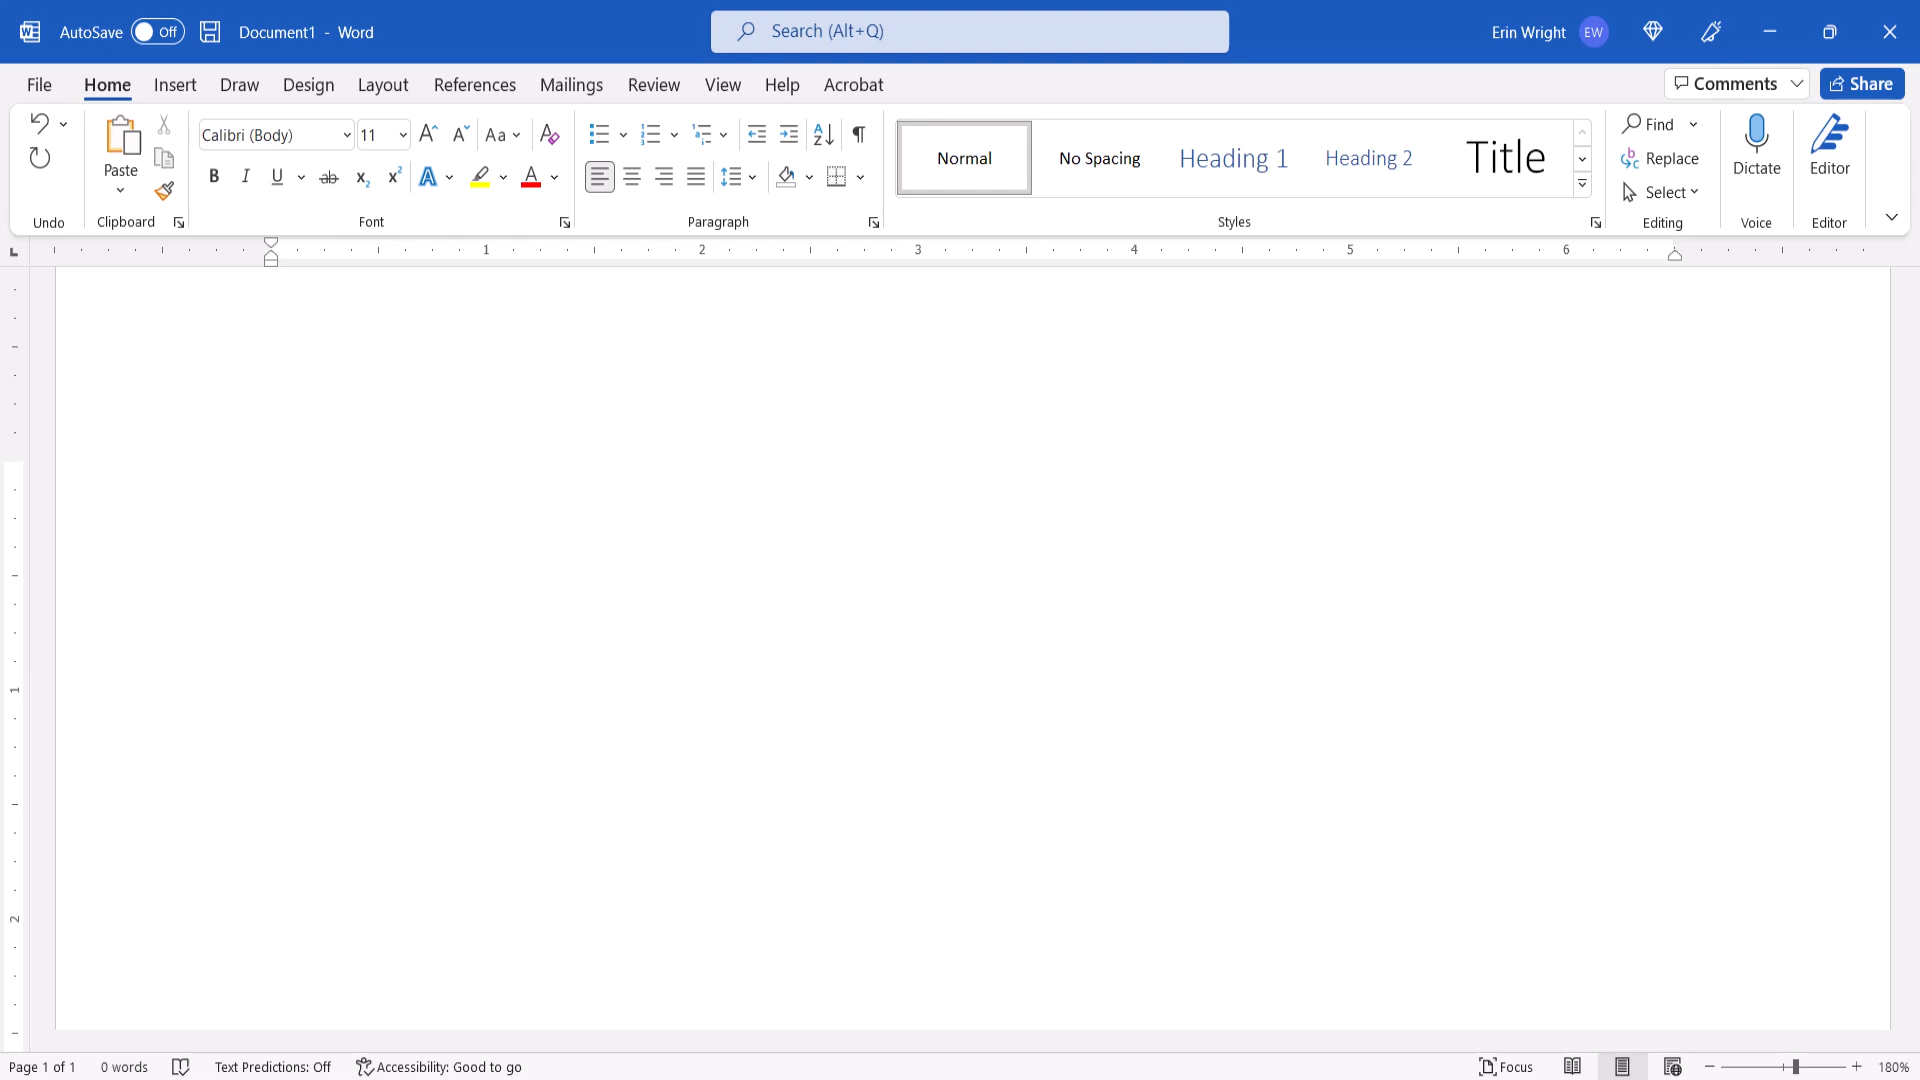 AutoSave Off Document1 - Word Search (Alt+Q) Erin Wright EW
File Home Insert Draw Design Layout References Mailings Review View Help Acrobat Comments Share
Paste
Calibri (Body) 11 Aa
B I U ab x₂ x² A A
Normal No Spacing Heading 1 Heading 2 Title
Find
Replace
Select
Dictate
Editor
Undo Clipboard Font Paragraph Styles Editing Voice Editor
1 2 3 4 5 6
1
2
Page 1 of 1 0 words Text Predictions: Off Accessibility: Good to go Focus 180%